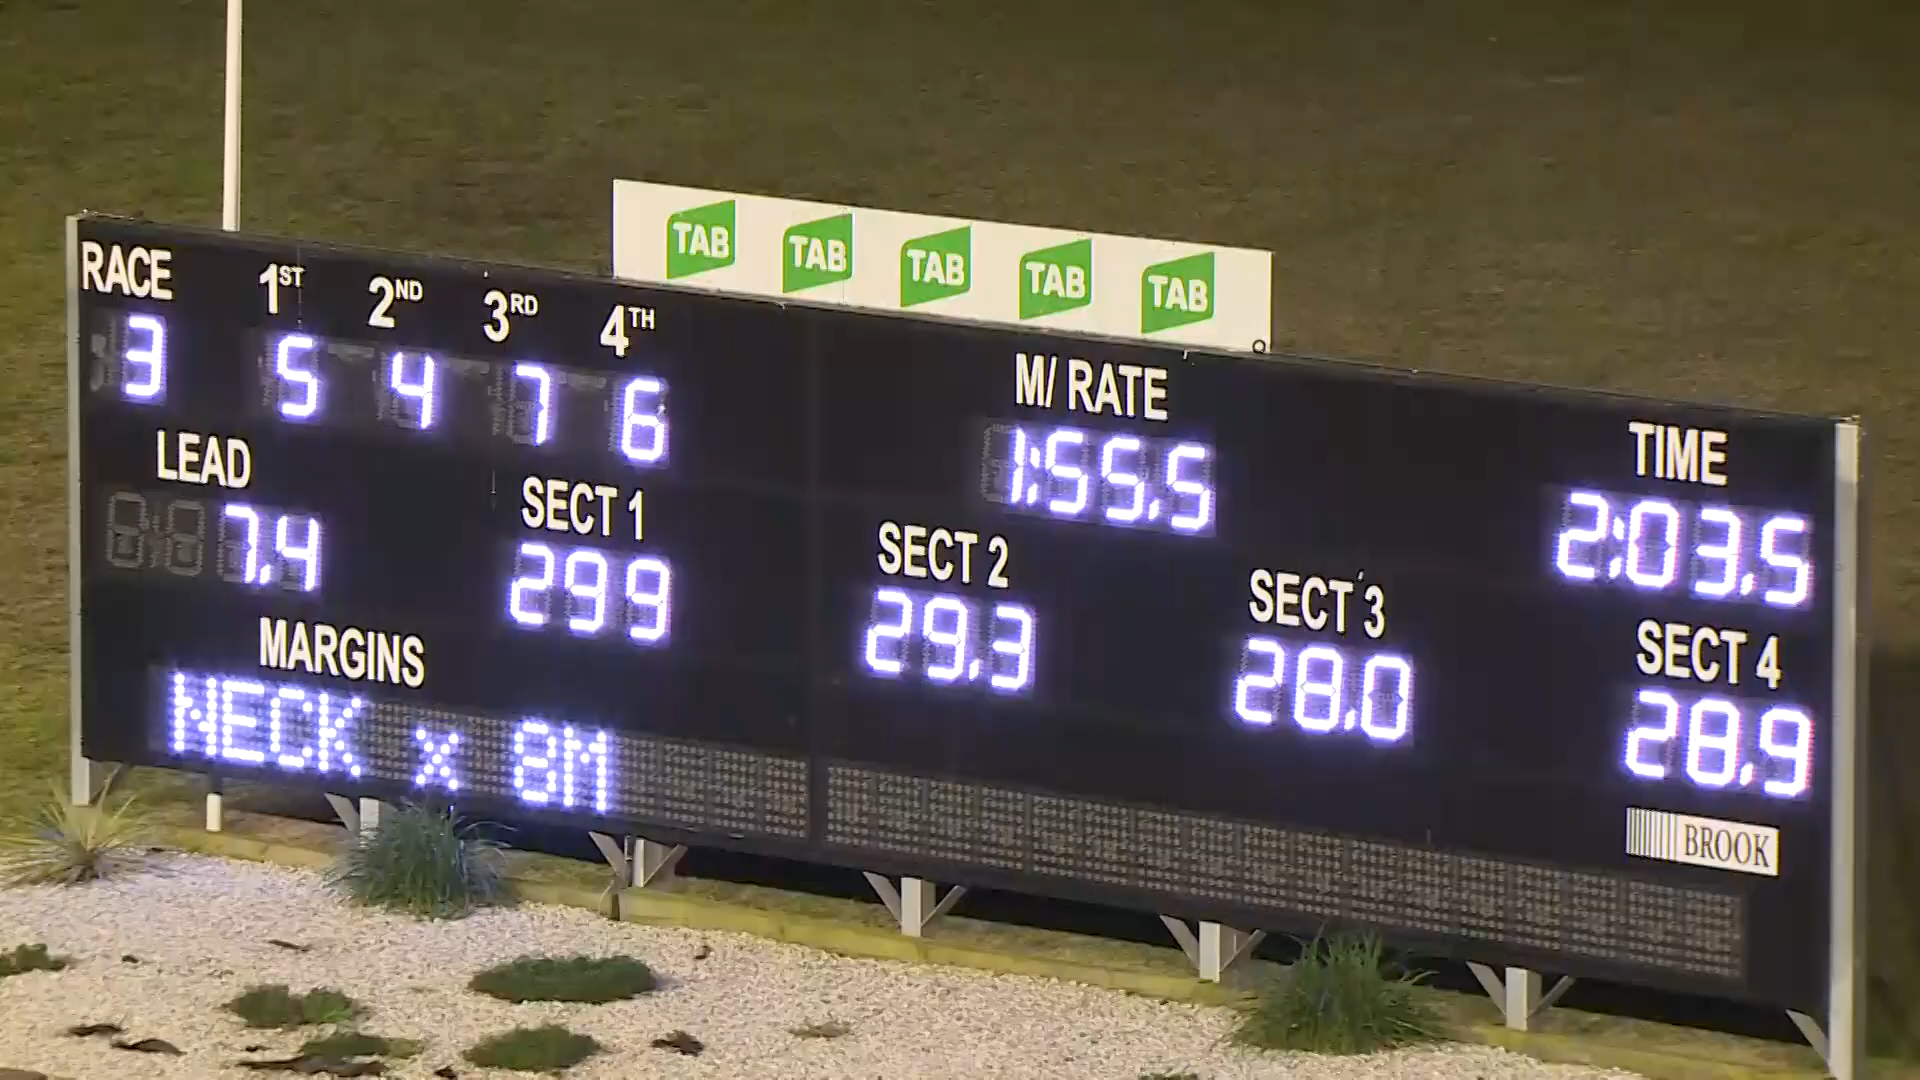 TAB TAB TAB TAB TAB
RACE 1ST 2ND 3RD 4TH
3 5 4 7 6
M/ RATE
1:55.5
TIME
2:03.5
LEAD
7.4
SECT 1
299
SECT 2
29.3
SECT 3
28.0
SECT 4
28.9
MARGINS
NECK x 8M
BROOK